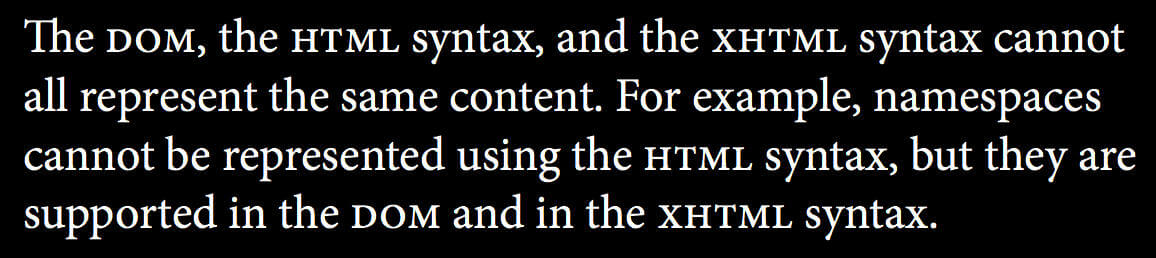 The DOM, the HTML syntax, and the XHTML syntax cannot
all represent the same content. For example, namespaces
cannot be represented using the HTML syntax, but they are
supported in the DOM and in the XHTML syntax.